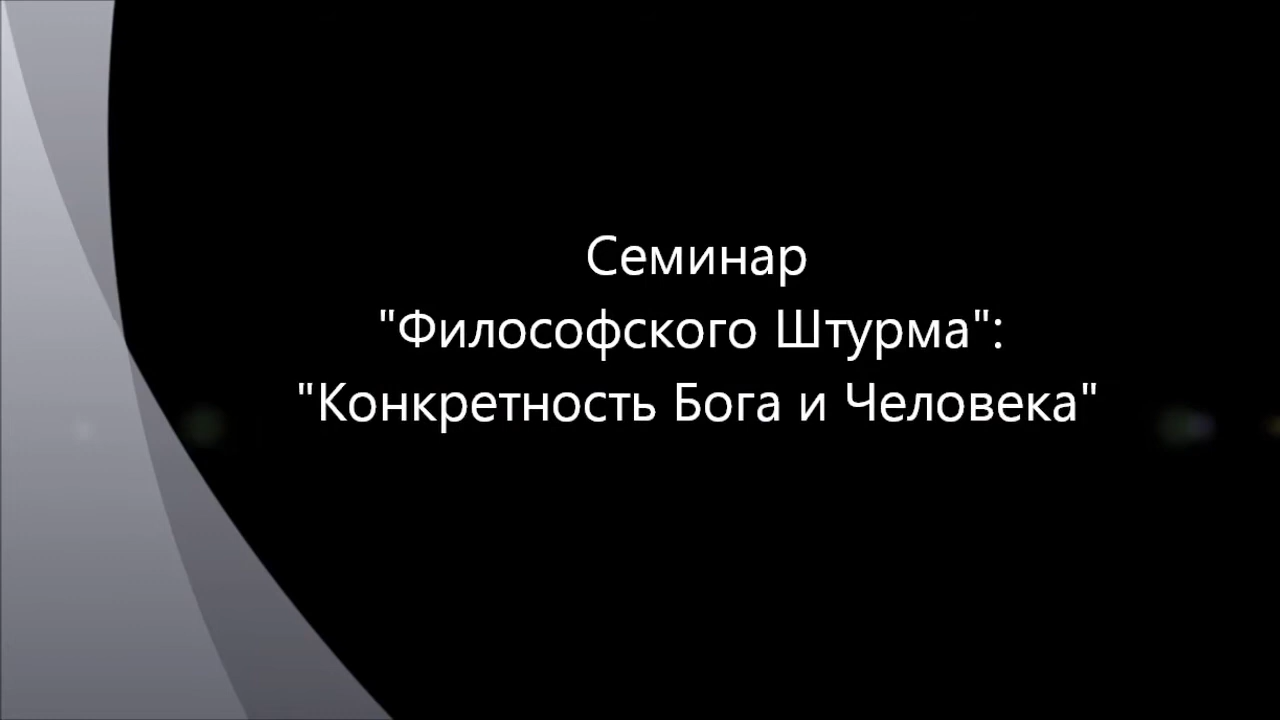 Семинар
"Философского Штурма":
"Конкретность Бога и Человека"